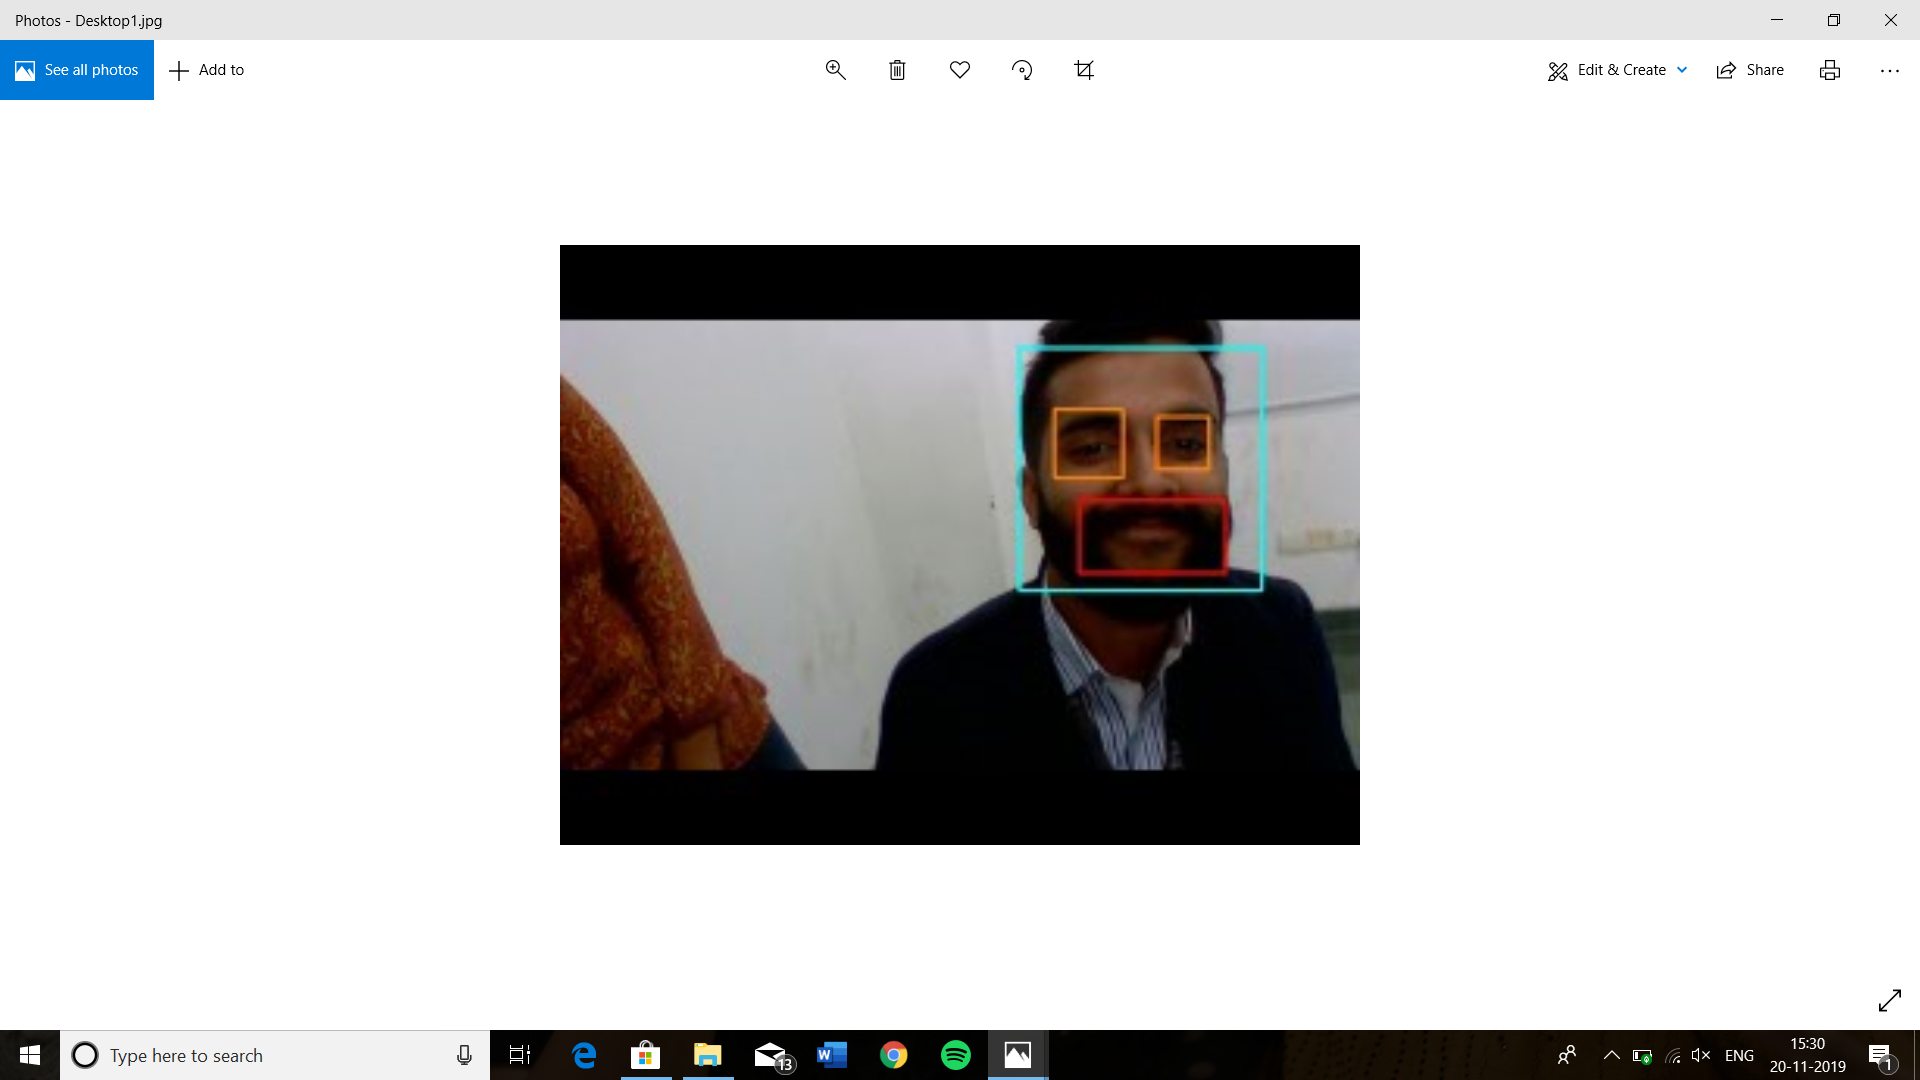 Photos - Desktop1.jpg
See all photos
Add to
Edit & Create
Share
Type here to search
13
W
15:30
ENG
20-11-2019
1